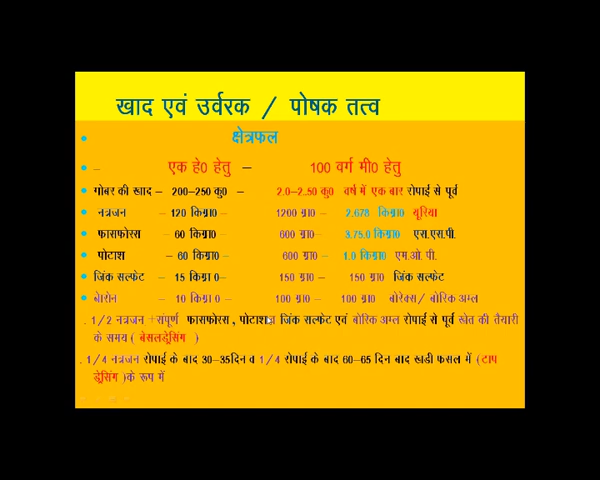 खाद एवं उर्वरक / पोषक तत्व
क्षेत्रफल
– एक हे0 हेतु – 100 वर्ग मी0 हेतु
गोबर की खाद – 200-250 कु0 – 2.0-2.50 कु0 वर्ष में एक बार रोपाई से पूर्व
नत्रजन – 120 किग्रा0 – 1200 ग्रा0 – 2.678 किग्रा0 यूरिया
फासफोरस – 60 किग्रा0 – 600 ग्रा0– 3.75.0 किग्रा0 एस.एस.पी.
पोटाश – 60 किग्रा0 – 600 ग्रा0 – 1.0 किग्रा0 एम.ओ. पी.
जिंक सल्फेट – 15 किग्रा 0– 150 ग्रा0 – 150 ग्रा0 जिंक सल्फेट
बोरोन – 10 किग्रा 0 – 100 ग्रा0 – 100 ग्रा0 बोरेक्स/ बोरिक अम्ल
. 1/2 नत्रजन +संपूर्ण फासफोरस , पोटाश जिंक सल्फेट एवं बोरिक अम्ल रोपाई से पूर्व खेत की तैयारी
के समय ( बेसलड्रेसिंग )
. 1/4 नत्रजन रोपाई के बाद 30-35दिन व 1/4 रोपाई के बाद 60-65 दिन बाद खडी फसल में (टाप
ड्रेसिंग )के रूप में